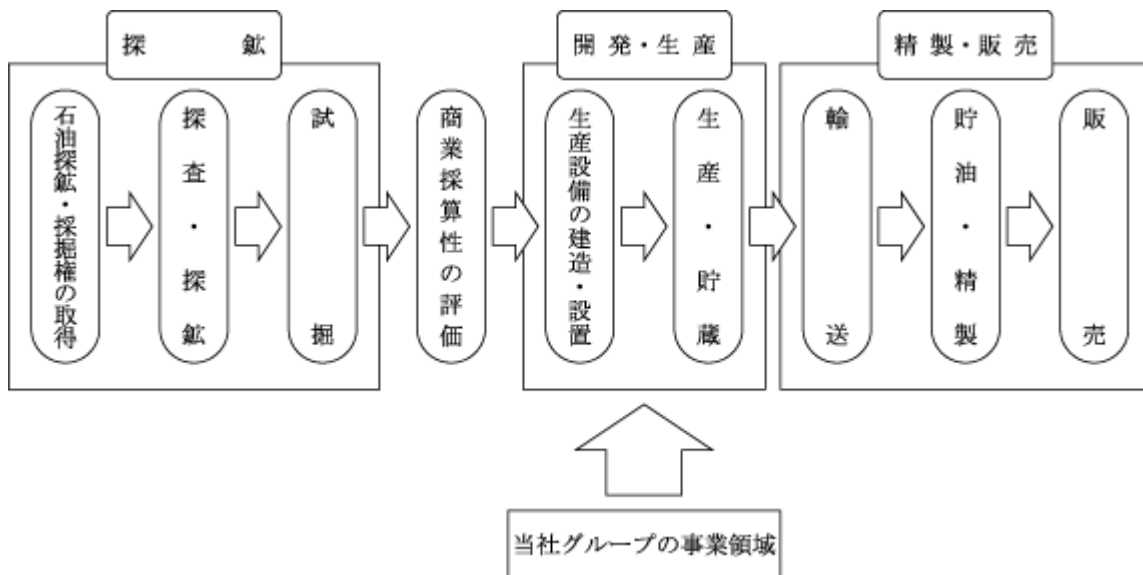 探鉱
開発・生産
精製・販売
石油探鉱・採掘権の取得
探査・探鉱
試掘
商業採算性の評価
生産設備の建造・設置
生産・貯蔵
輸送
貯油・精製
販売
当社グループの事業領域